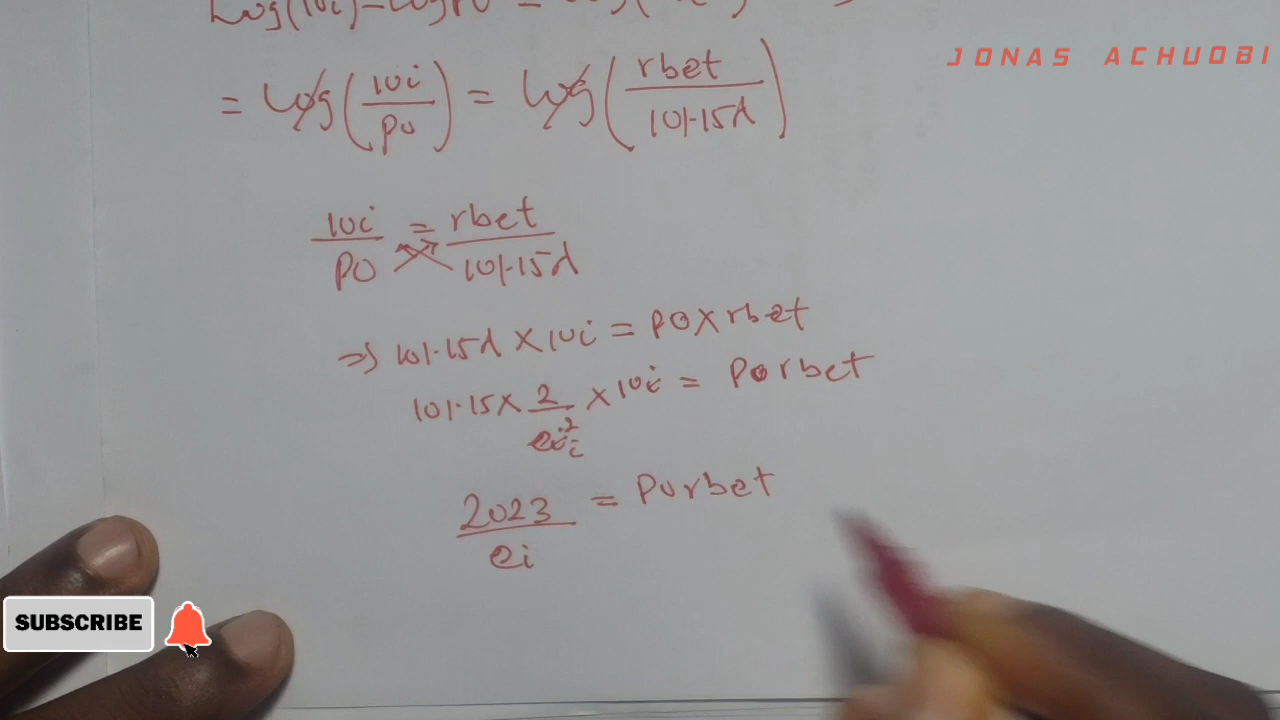 JONAS ACHUOBI
= log(10i/po) = log(rbet/101.15λ)
10i/po = rbet/101.15λ
⇒ 101.15λ × 10i = po × rbet
101.15 × 2/ei² × 10i = porbet
2023/ei = porbet
SUBSCRIBE